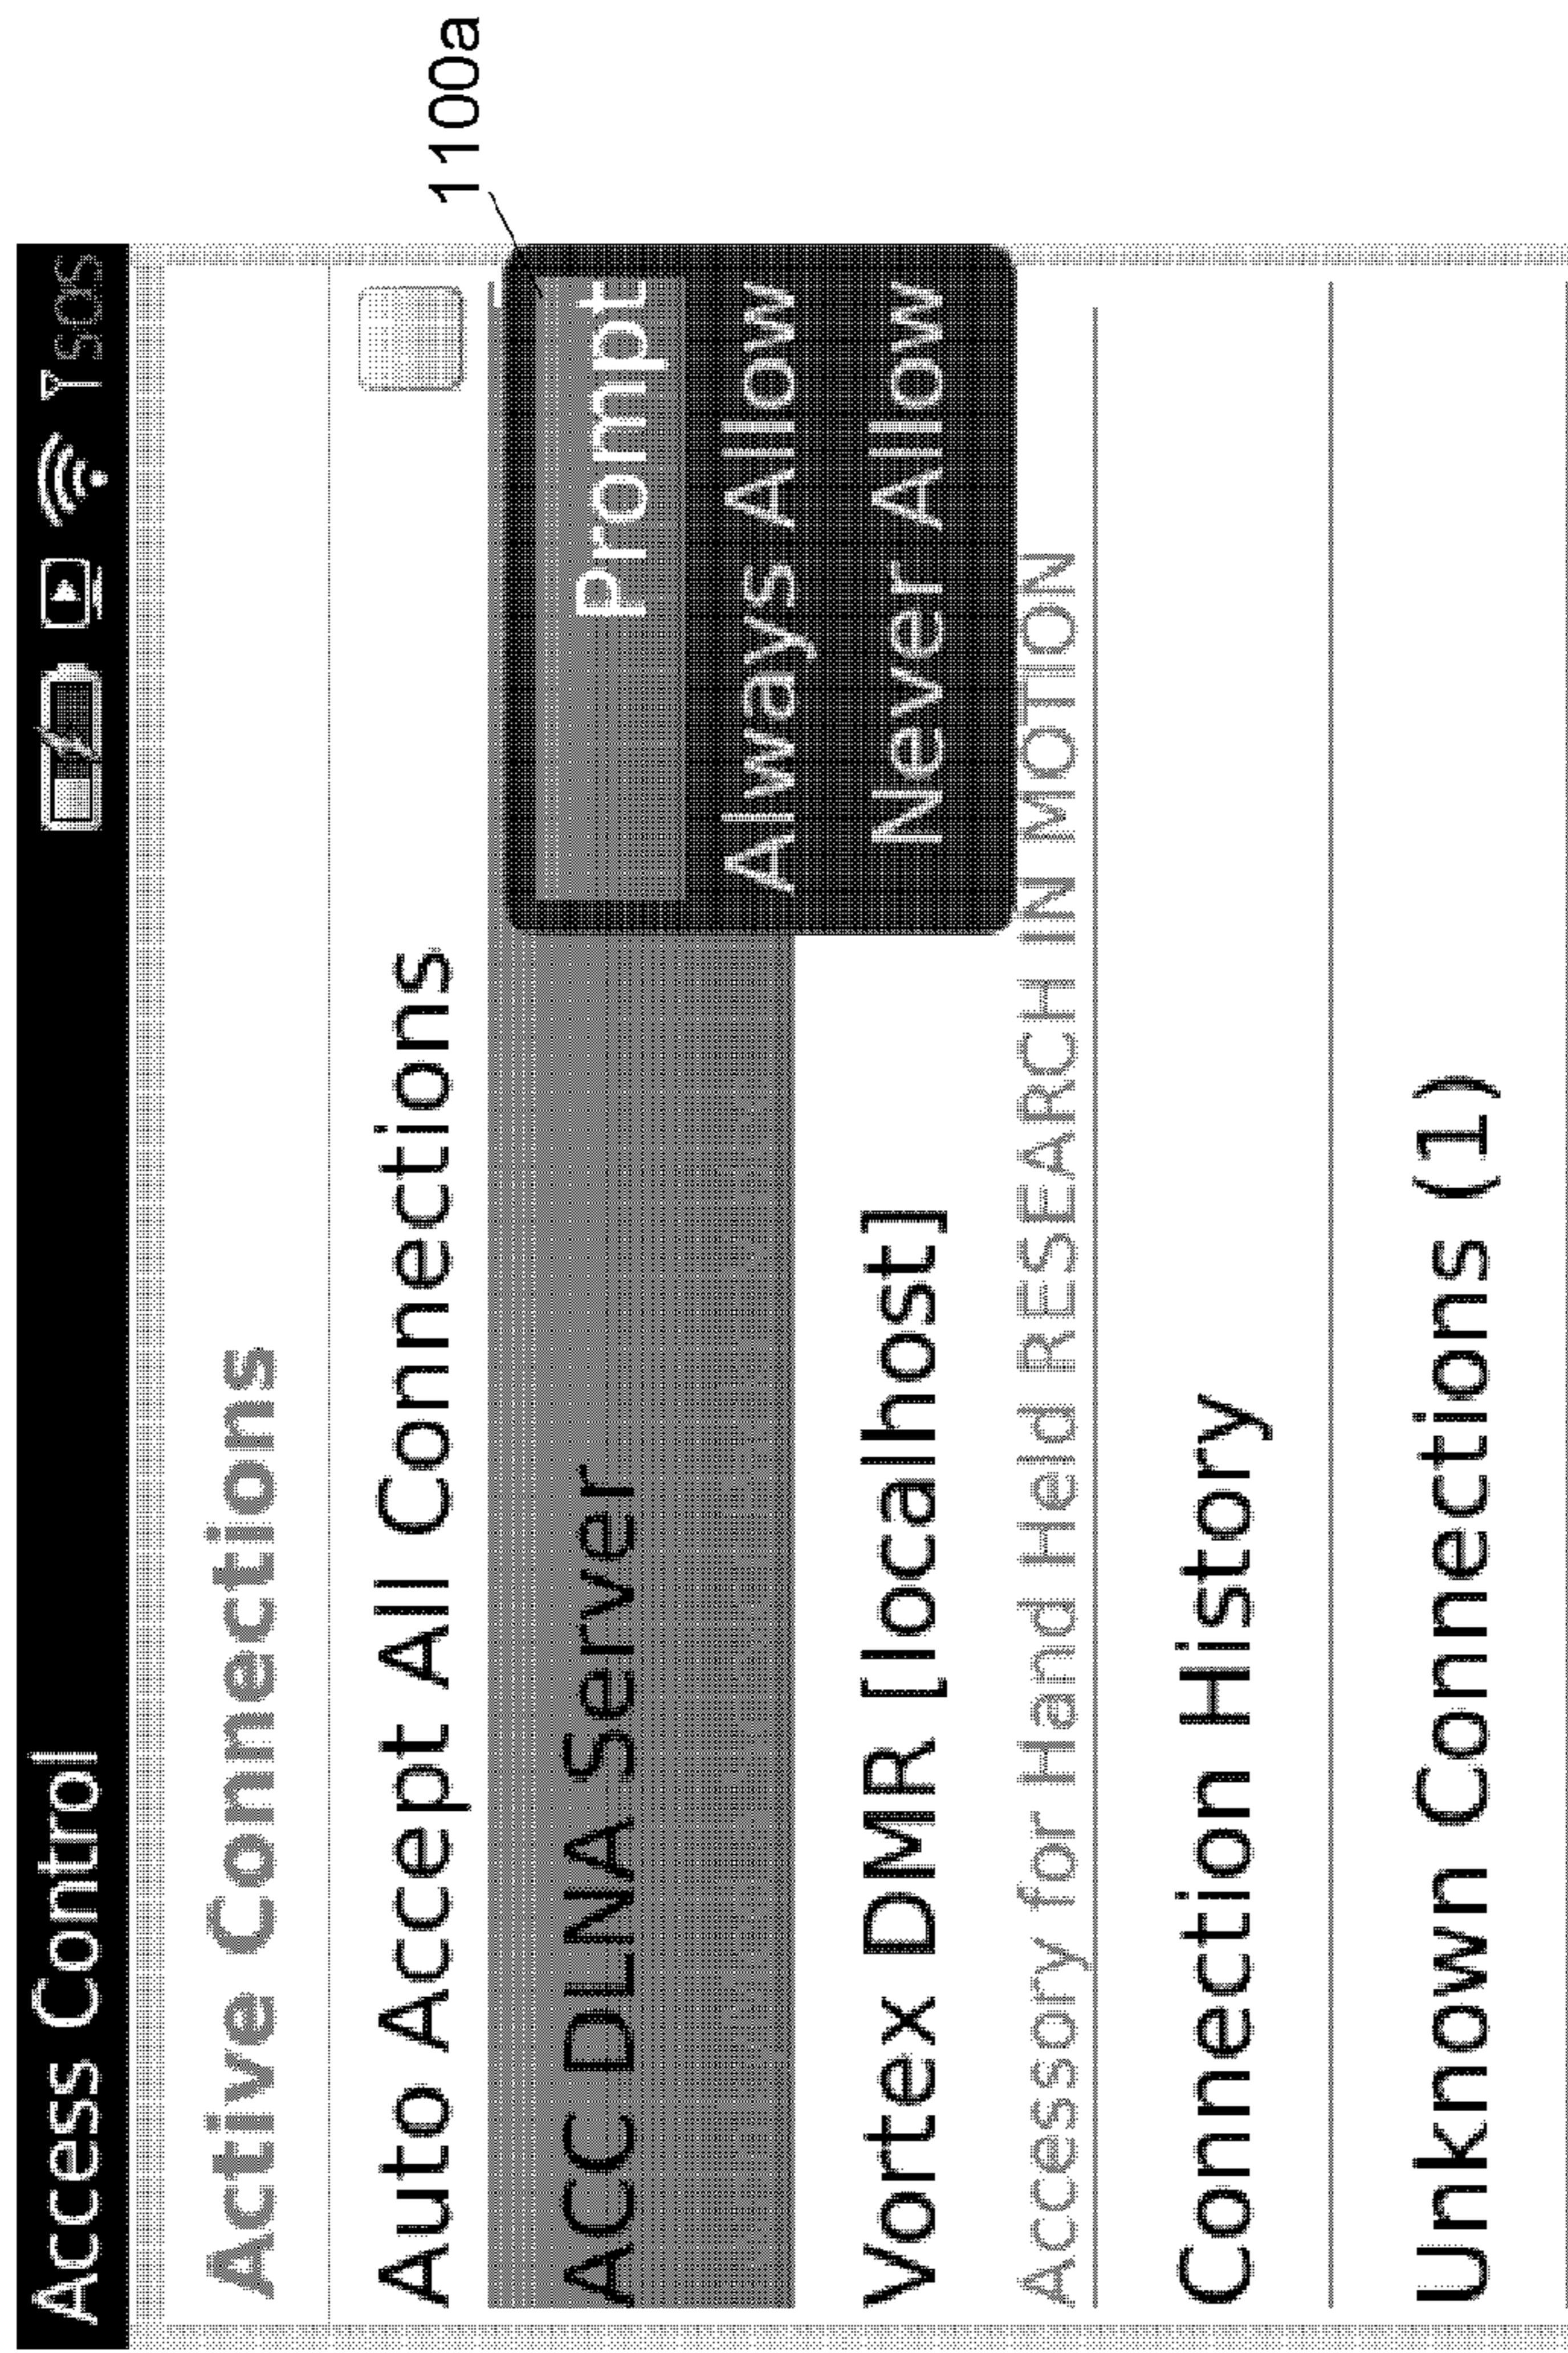 Access Control
SOS
Active Connections
Auto Accept All Connections
1100a
ACC DLNA Server
Prompt
Always Allow
Never Allow
Vortex DMR [localhost]
Accessory for Hand Held RESEARCH IN MOTION
Connection History
Unknown Connections (1)